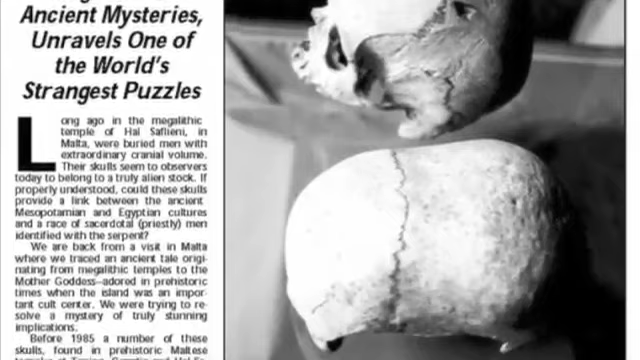 Ancient Mysteries,
Unravels One of
the World's
Strangest Puzzles
Long ago in the megalithic
temple of Hal Saflieni, in
Malta, were buried men with
extraordinary cranial volume.
Their skulls seem to observers
today to belong to a truly alien stock. If
properly understood, could these skulls
provide a link between the ancient
Mesopotamian and Egyptian cultures
and a race of sacerdotal (priestly) men
identified with the serpent?
We are back from a visit in Malta
where we traced an ancient tale origi-
nating from megalithic temples to the
Mother Goddess—adored in prehistoric
times when the island was an impor-
tant cult center. We were trying to re-
solve a mystery of truly stunning
implications.
Before 1985 a number of these
skulls, found in prehistoric Maltese